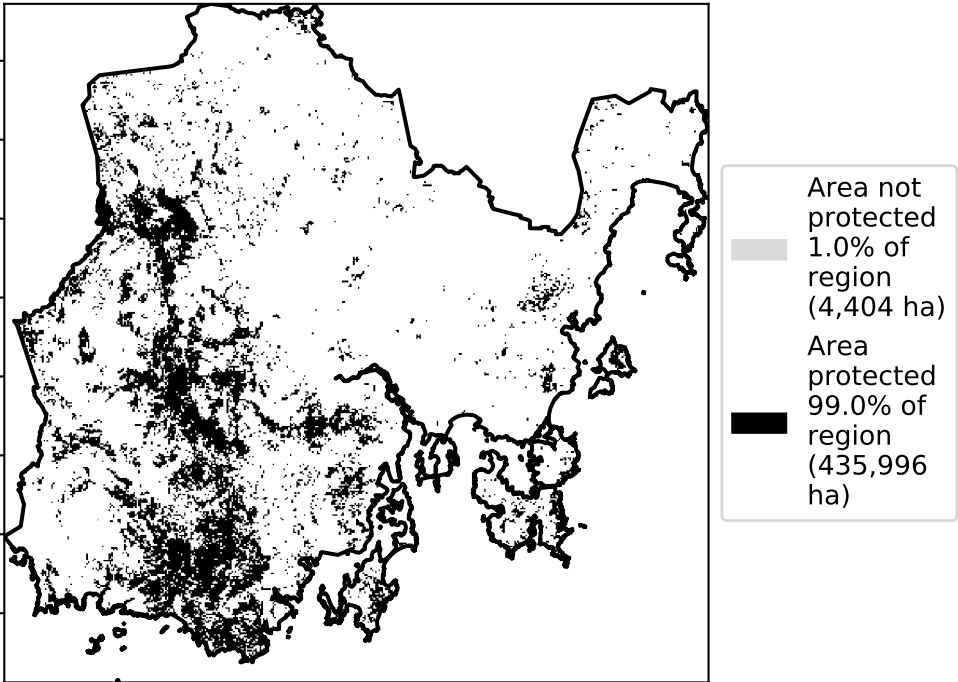 Area not
protected
1.0% of
region
(4,404 ha)
Area
protected
99.0% of
region
(435,996
ha)